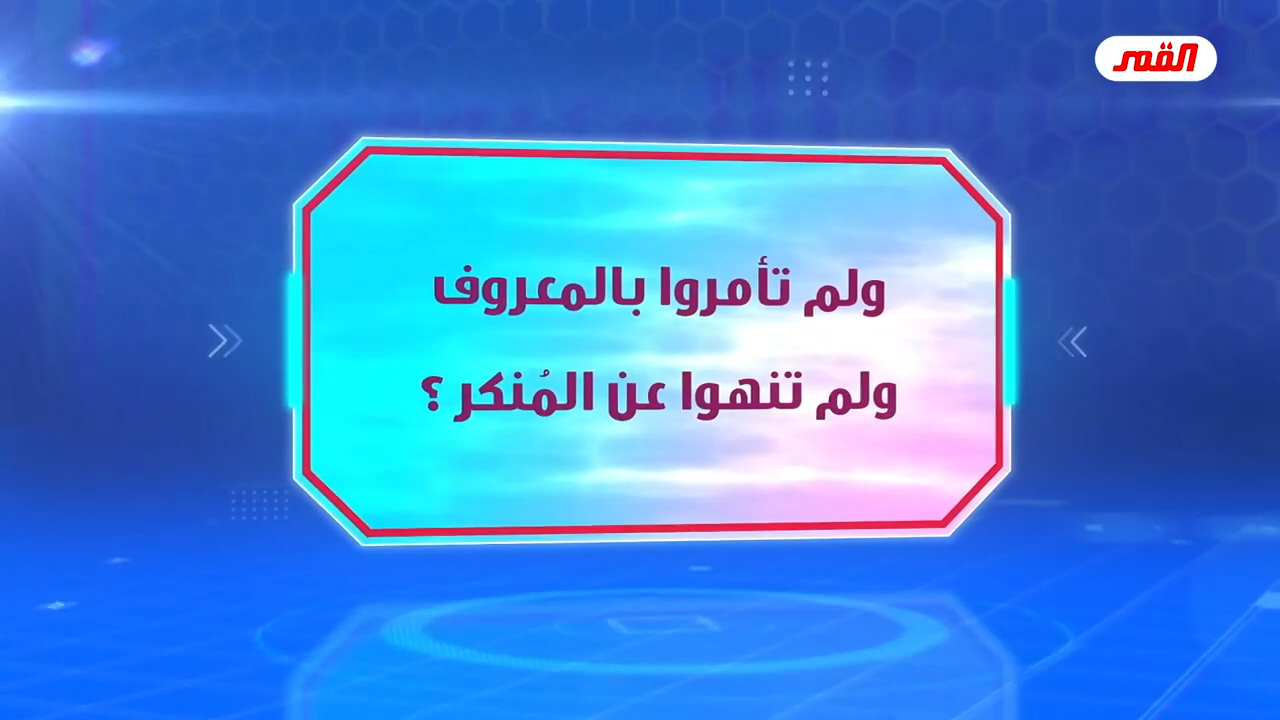 القمر
ولم تأمروا بالمعروف
ولم تنهوا عن المُنكر ؟